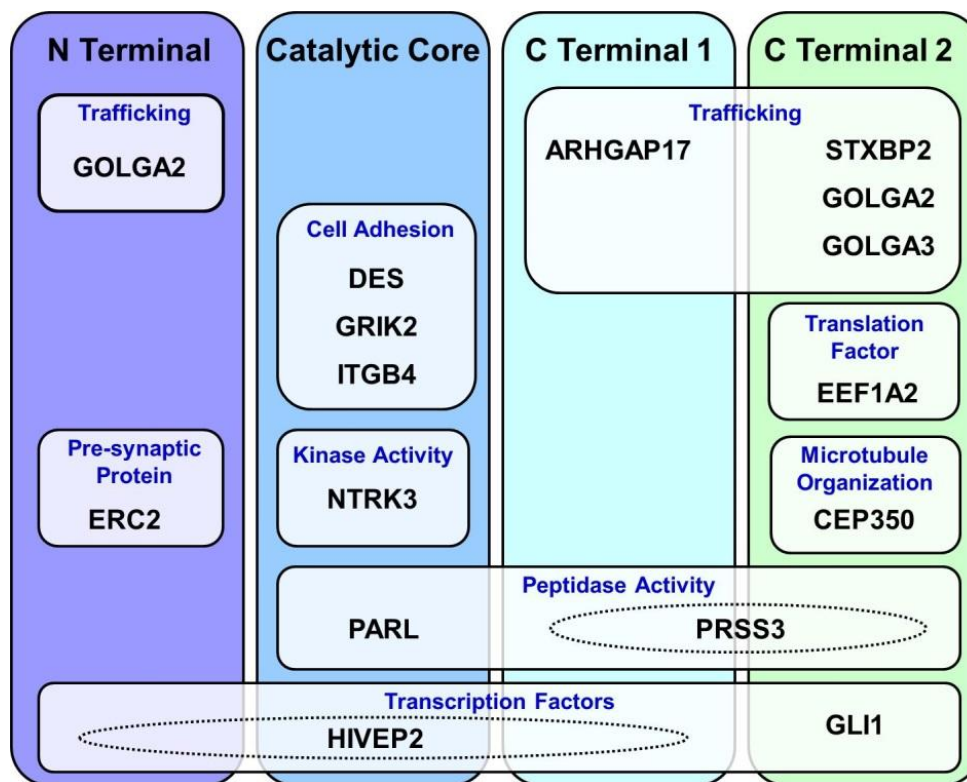 N Terminal
Catalytic Core
C Terminal 1
C Terminal 2
Trafficking
GOLGA2
Trafficking
ARHGAP17
STXBP2
GOLGA2
GOLGA3
Cell Adhesion
DES
GRIK2
ITGB4
Translation
Factor
EEF1A2
Pre-synaptic
Protein
ERC2
Kinase Activity
NTRK3
Microtubule
Organization
CEP350
Peptidase Activity
PARL
PRSS3
Transcription Factors
HIVEP2
GLI1